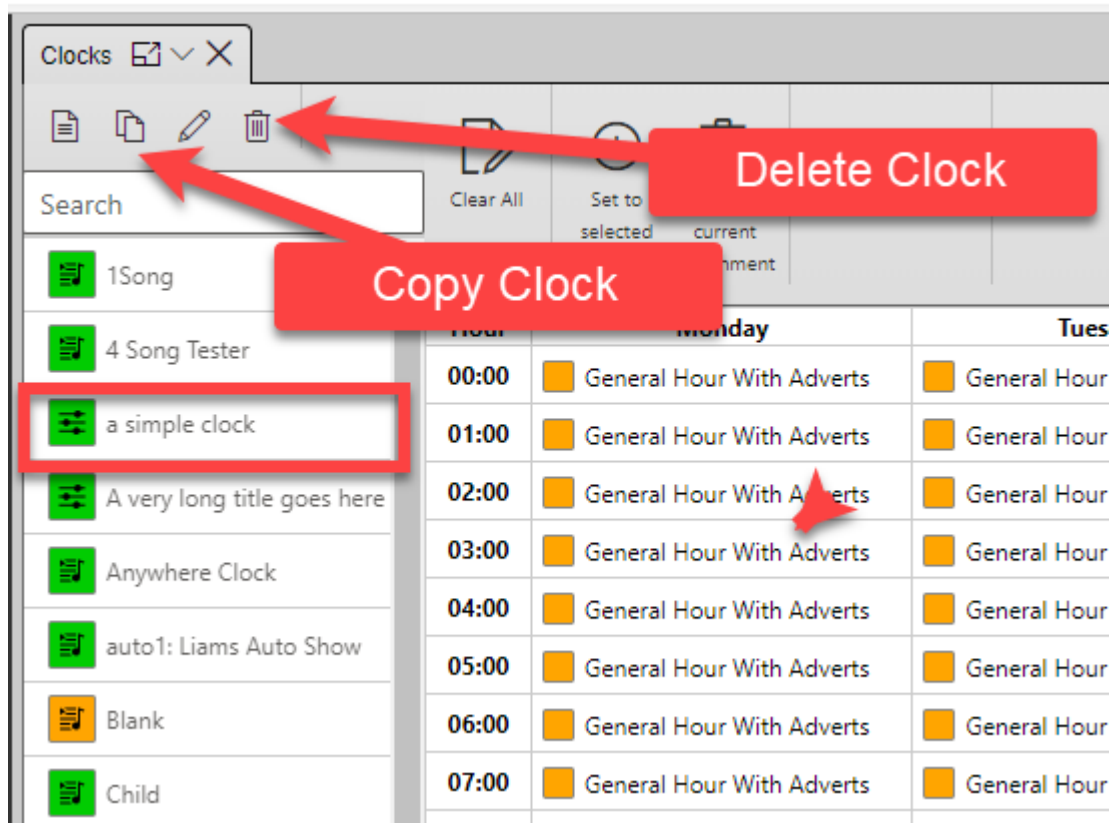 Clocks
Delete Clock
Search
Clear All
Set to
selected
current
Copy Clock
1Song
4 Song Tester
a simple clock
A very long title goes here
Anywhere Clock
auto1: Liams Auto Show
Blank
Child
Hour Monday Tues
00:00 General Hour With Adverts General Hour
01:00 General Hour With Adverts General Hour
02:00 General Hour With Adverts General Hour
03:00 General Hour With Adverts General Hour
04:00 General Hour With Adverts General Hour
05:00 General Hour With Adverts General Hour
06:00 General Hour With Adverts General Hour
07:00 General Hour With Adverts General Hour